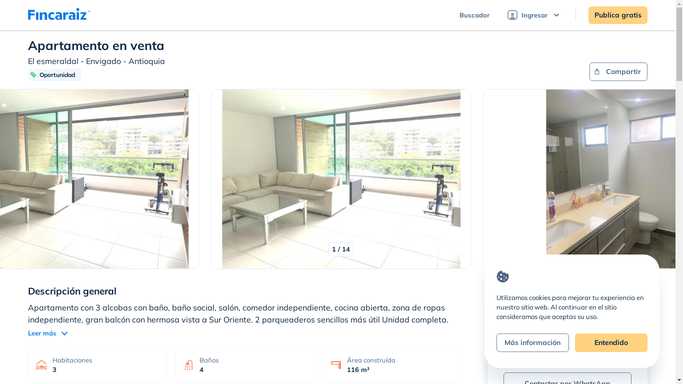 Fincaraiz
Buscador
Ingresar
Publica gratis
Apartamento en venta
El esmeraldal - Envigado - Antioquia
Oportunidad
Compartir
1 / 14
Descripción general
Apartamento con 3 alcobas con baño, baño social, salón, comedor independiente, cocina abierta, zona de ropas
independiente, gran balcón con hermosa vista a Sur Oriente. 2 parqueaderos sencillos más útil Unidad completa.
Leer más
Habitaciones
3
Baños
4
Área construída
116 m²
Utilizamos cookies para mejorar tu experiencia en
nuestro sitio web. Al continuar en el sitio
consideramos que aceptas su uso.
Más información
Entendido
Contactar por WhatsApp